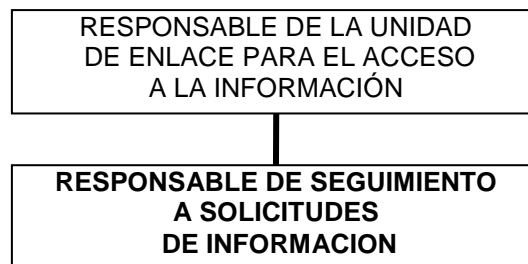 RESPONSABLE DE LA UNIDAD
DE ENLACE PARA EL ACCESO
A LA INFORMACIÓN
RESPONSABLE DE SEGUIMIENTO
A SOLICITUDES
DE INFORMACION